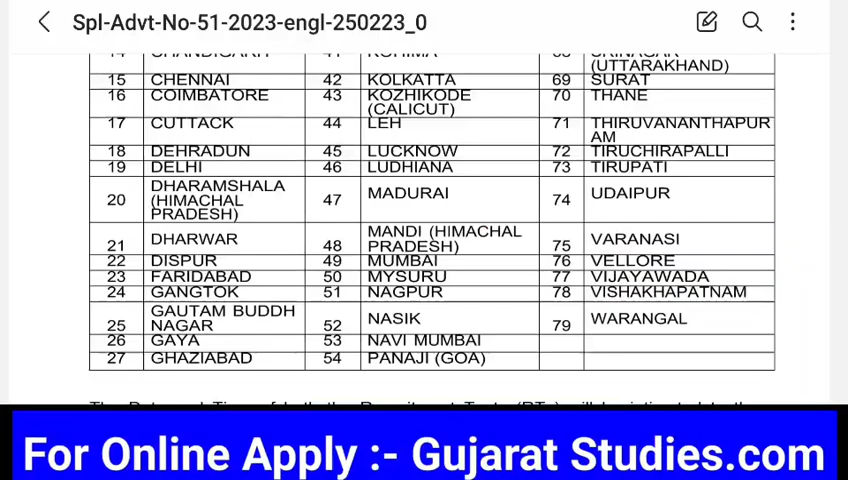 Spl-Advt-No-51-2023-engl-250223_0
14 CHANDIGARH 41 KOHIMA 68 SRINAGAR
(UTTARAKHAND)
15 CHENNAI 42 KOLKATTA 69 SURAT
16 COIMBATORE 43 KOZHIKODE 70 THANE
(CALICUT)
17 CUTTACK 44 LEH 71 THIRUVANANTHAPUR
AM
18 DEHRADUN 45 LUCKNOW 72 TIRUCHIRAPALLI
19 DELHI 46 LUDHIANA 73 TIRUPATI
DHARAMSHALA
20 (HIMACHAL 47 MADURAI 74 UDAIPUR
PRADESH)
MANDI (HIMACHAL
21 DHARWAR 48 PRADESH) 75 VARANASI
22 DISPUR 49 MUMBAI 76 VELLORE
23 FARIDABAD 50 MYSURU 77 VIJAYAWADA
24 GANGTOK 51 NAGPUR 78 VISHAKHAPATNAM
GAUTAM BUDDH
25 NAGAR 52 NASIK 79 WARANGAL
26 GAYA 53 NAVI MUMBAI
27 GHAZIABAD 54 PANAJI (GOA)
For Online Apply :- Gujarat Studies.com